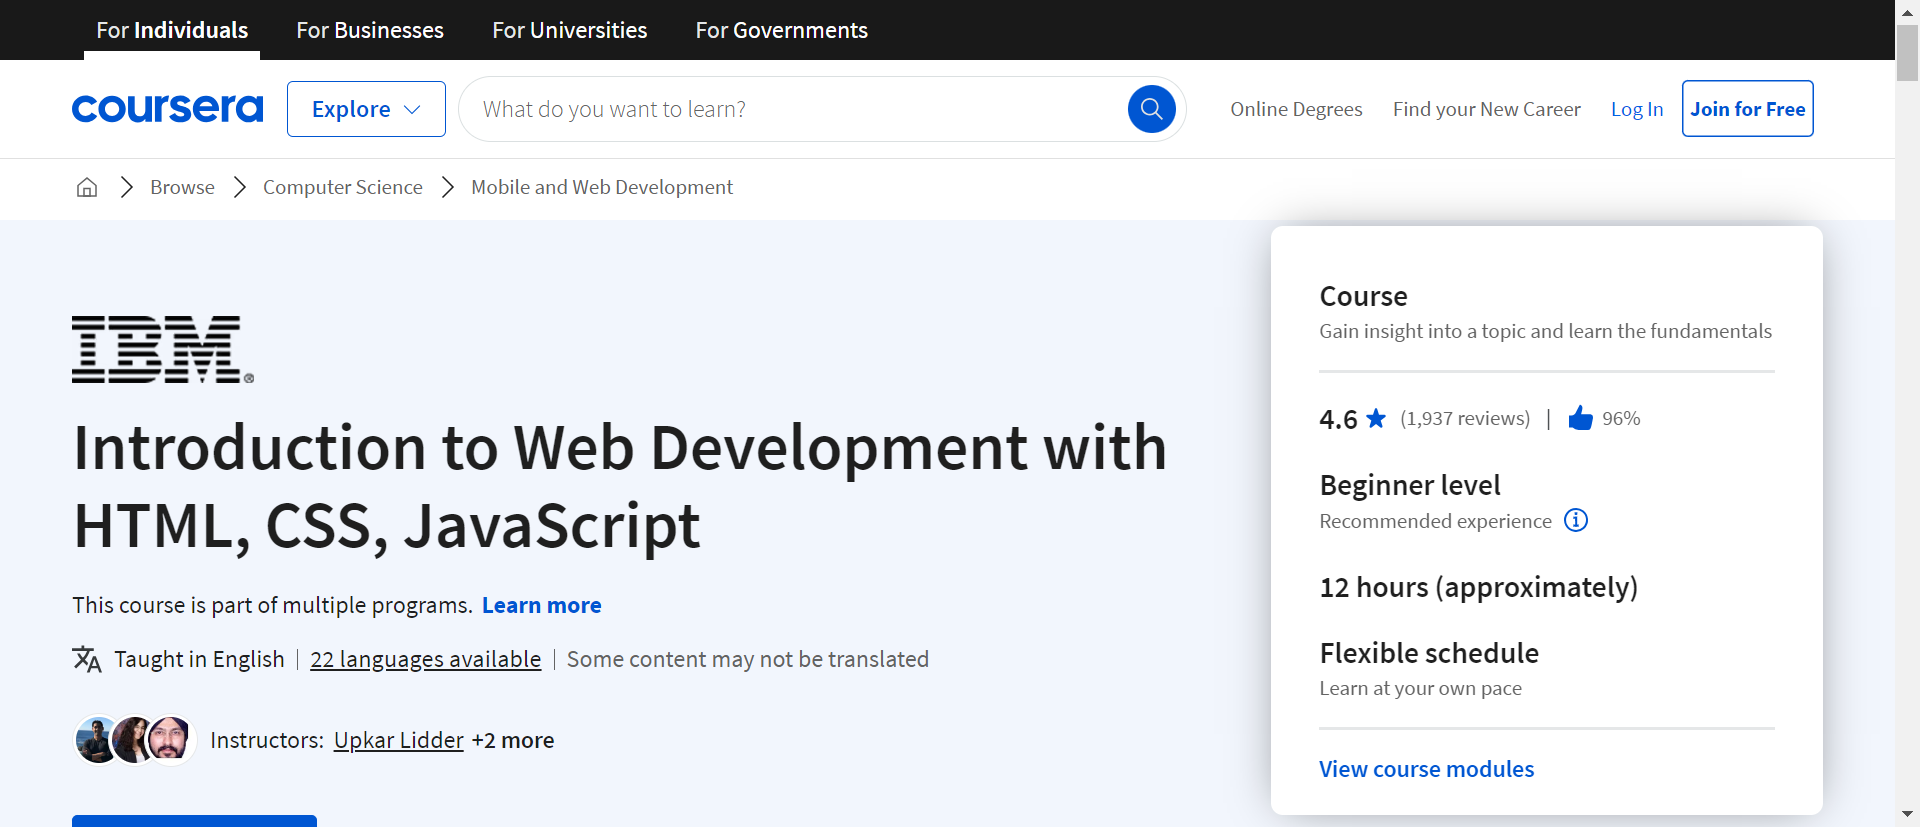 For Individuals For Businesses For Universities For Governments
coursera Explore What do you want to learn? Online Degrees Find your New Career Log In Join for Free
Browse Computer Science Mobile and Web Development
IBM®
Introduction to Web Development with
HTML, CSS, JavaScript
This course is part of multiple programs. Learn more
Taught in English | 22 languages available | Some content may not be translated
Instructors: Upkar Lidder +2 more
Course
Gain insight into a topic and learn the fundamentals
4.6 ★ (1,937 reviews) | 96%
Beginner level
Recommended experience
12 hours (approximately)
Flexible schedule
Learn at your own pace
View course modules